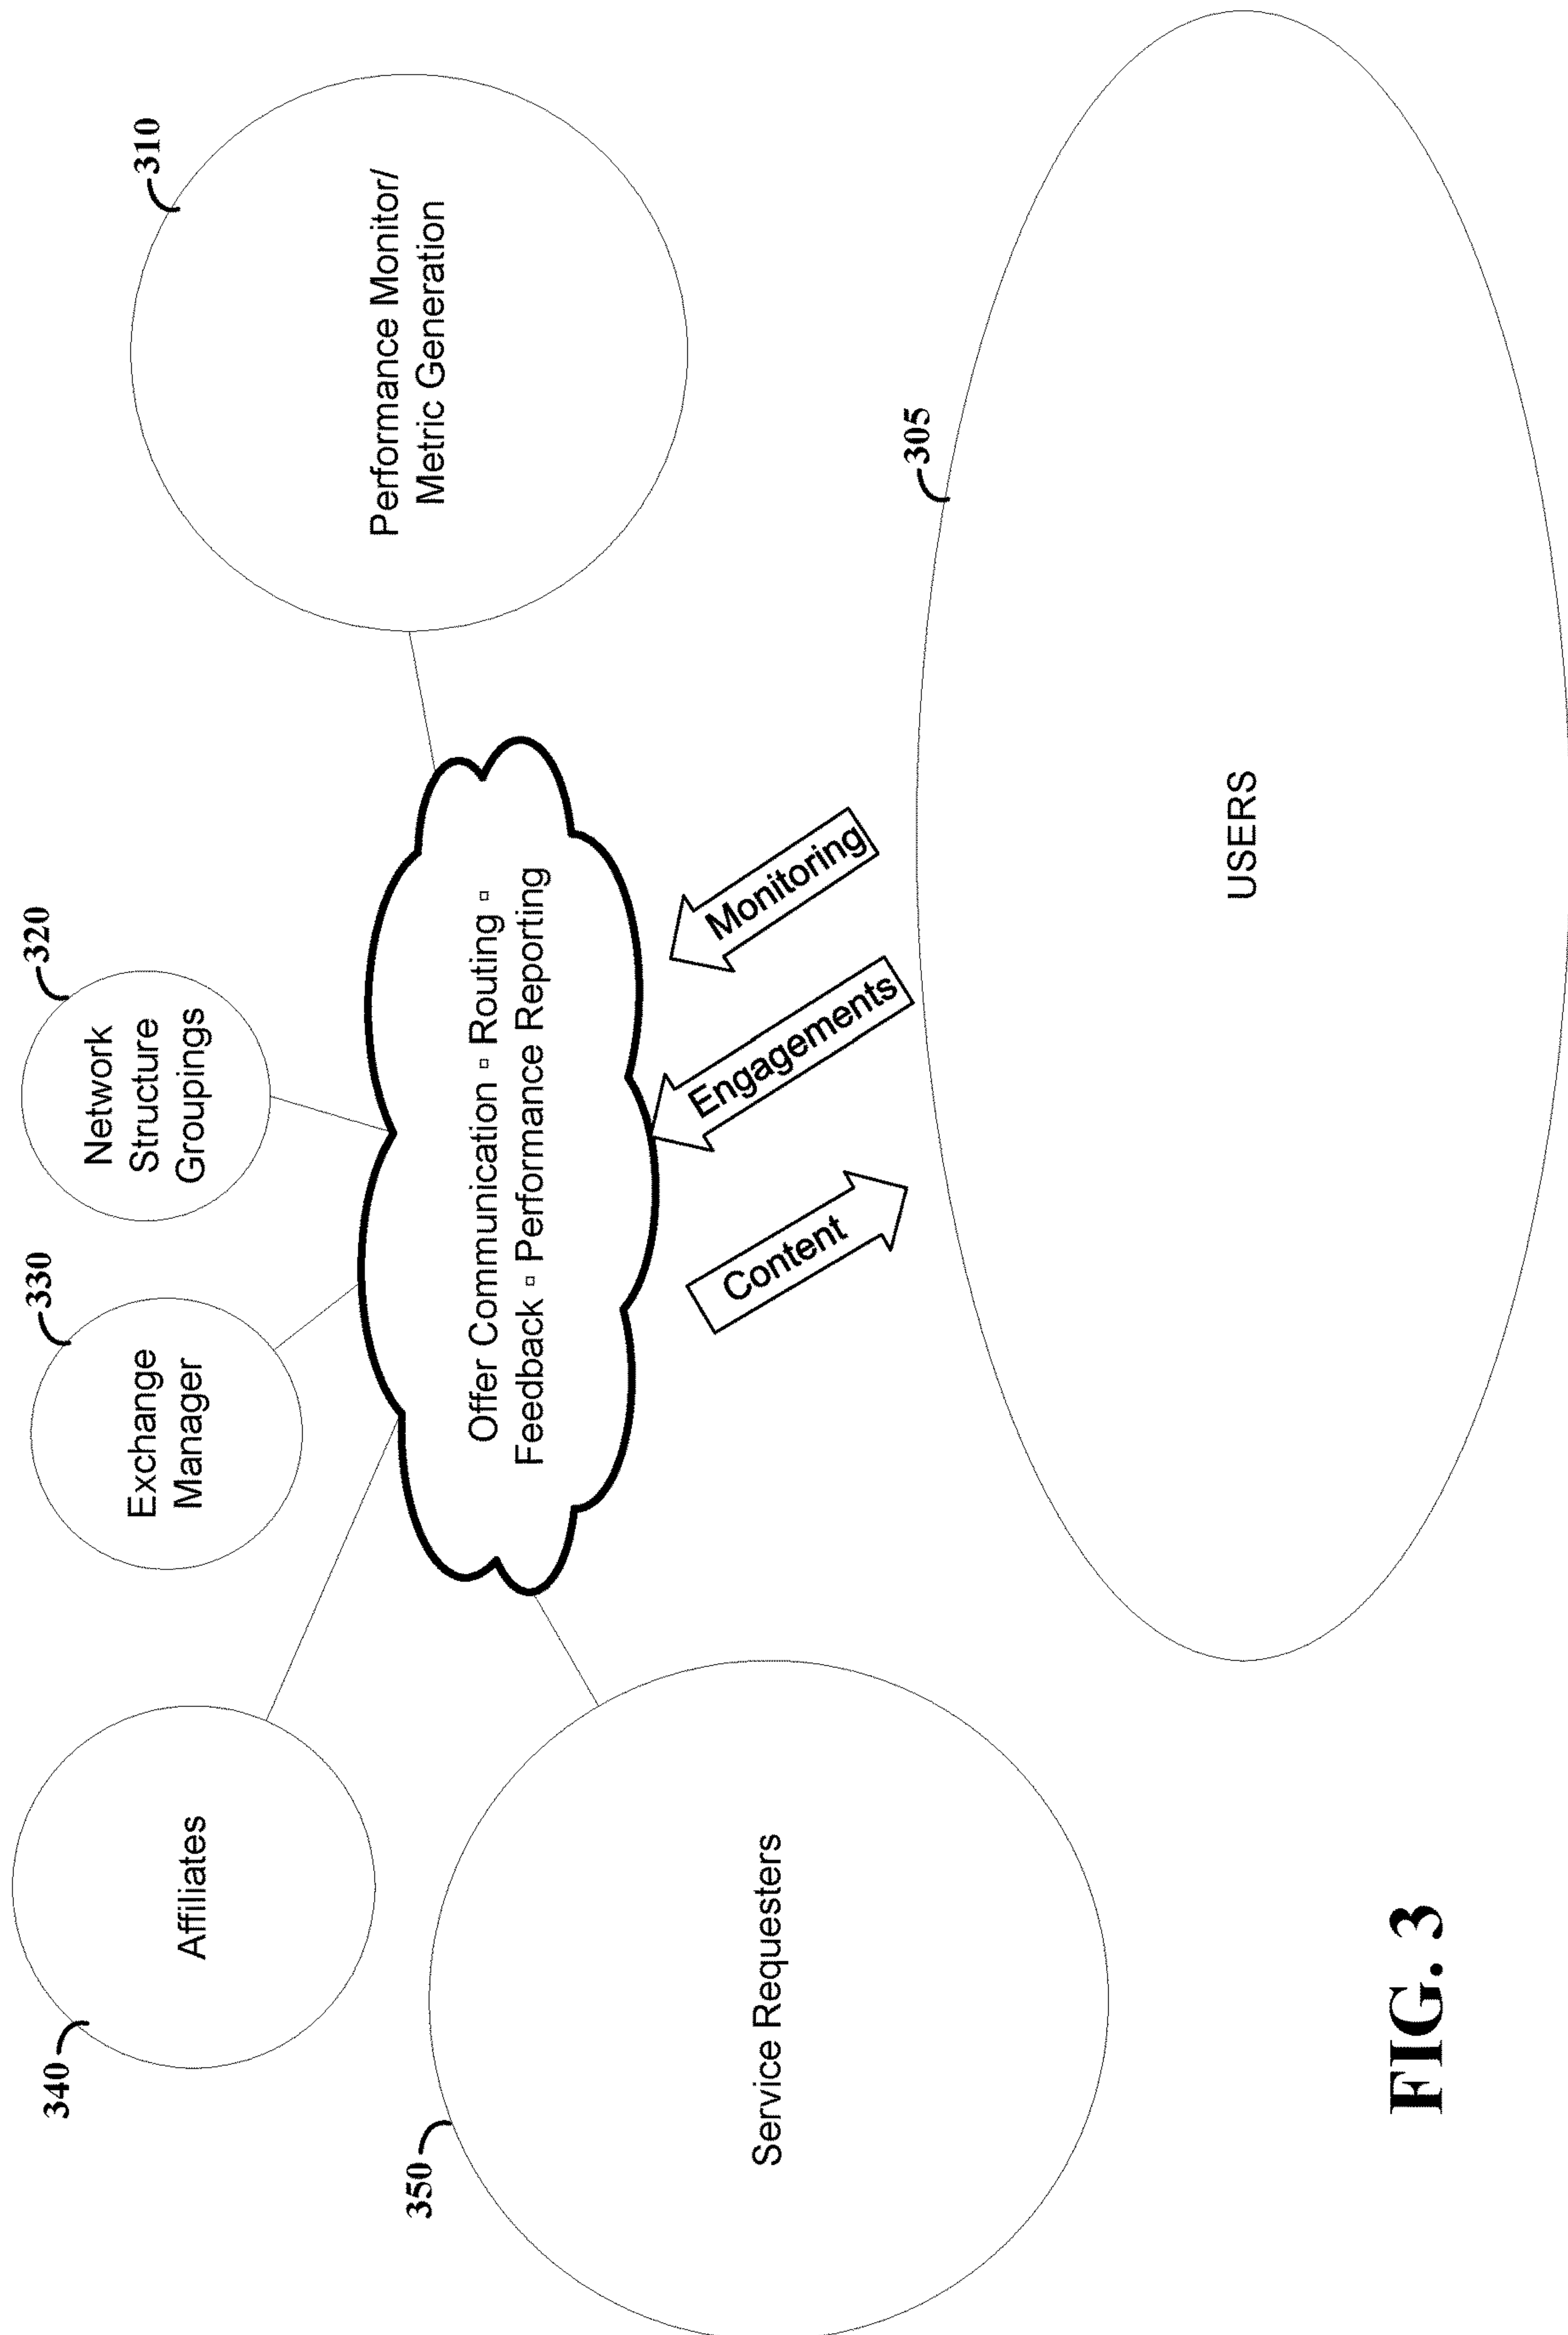 340
Affiliates
330
Exchange
Manager
320
Network
Structure
Groupings
310
Performance Monitor/
Metric Generation
350
Service Requesters
Offer Communication ▫ Routing ▫
Feedback ▫ Performance Reporting
Content
Engagements
Monitoring
305
USERS
FIG. 3